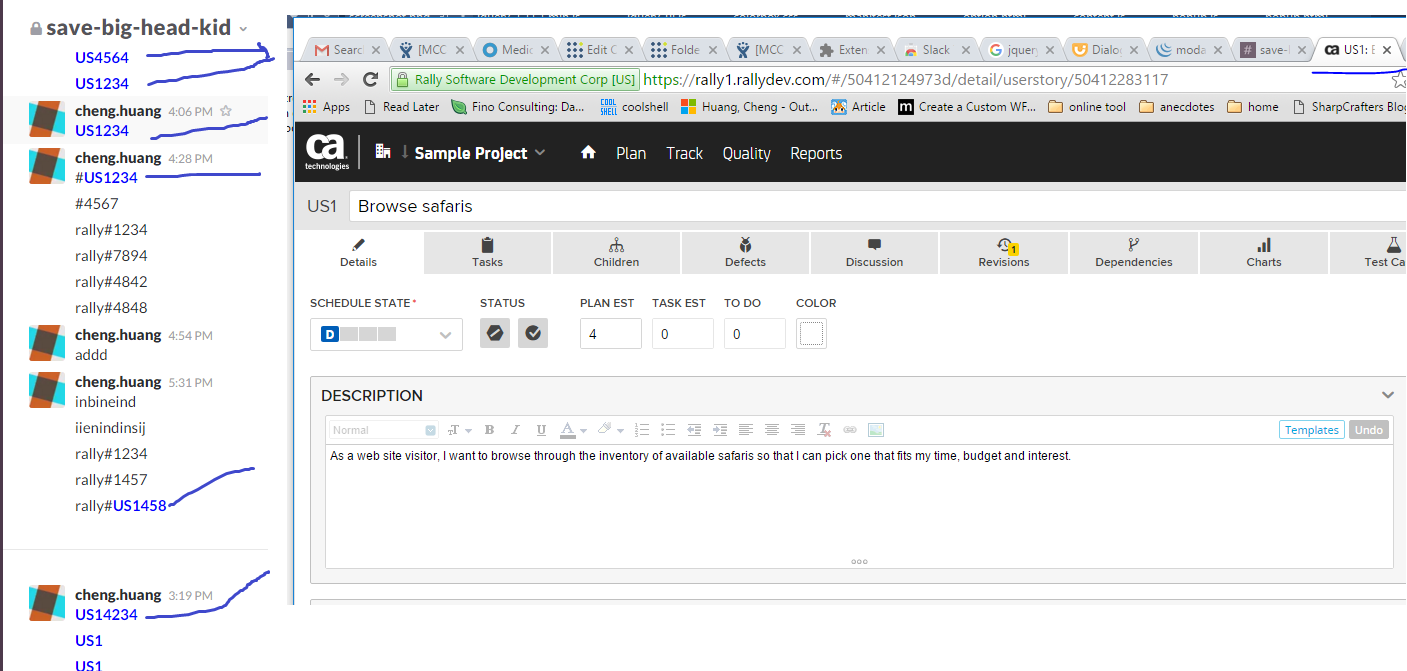 save-big-head-kid
US4564
US1234
cheng.huang 4:06 PM
US1234
cheng.huang 4:28 PM
#US1234
#4567
rally#1234
rally#7894
rally#4842
rally#4848
cheng.huang 4:54 PM
addd
cheng.huang 5:31 PM
inbineind
iienindinsij
rally#1234
rally#1457
rally#US1458
cheng.huang 3:19 PM
US14234
US1
US1
Searc [MCC Medic Edit C Folde [MCC Exten Slack jquery Dialo moda save- US1: E
Rally Software Development Corp [US] https://rally1.rallydev.com/#/50412124973d/detail/userstory/50412283117
Apps Read Later Fino Consulting: Da... COOL SHELL coolshell Huang, Cheng - Out... Article m Create a Custom WF... online tool anecdotes home SharpCrafters Blog
ca technologies Sample Project Plan Track Quality Reports
US1 Browse safaris
Details Tasks Children Defects Discussion 1 Revisions Dependencies Charts Test Ca
SCHEDULE STATE* STATUS PLAN EST TASK EST TO DO COLOR
D 4 0 0
DESCRIPTION
Normal T B I U A Templates Undo
As a web site visitor, I want to browse through the inventory of available safaris so that I can pick one that fits my time, budget and interest.